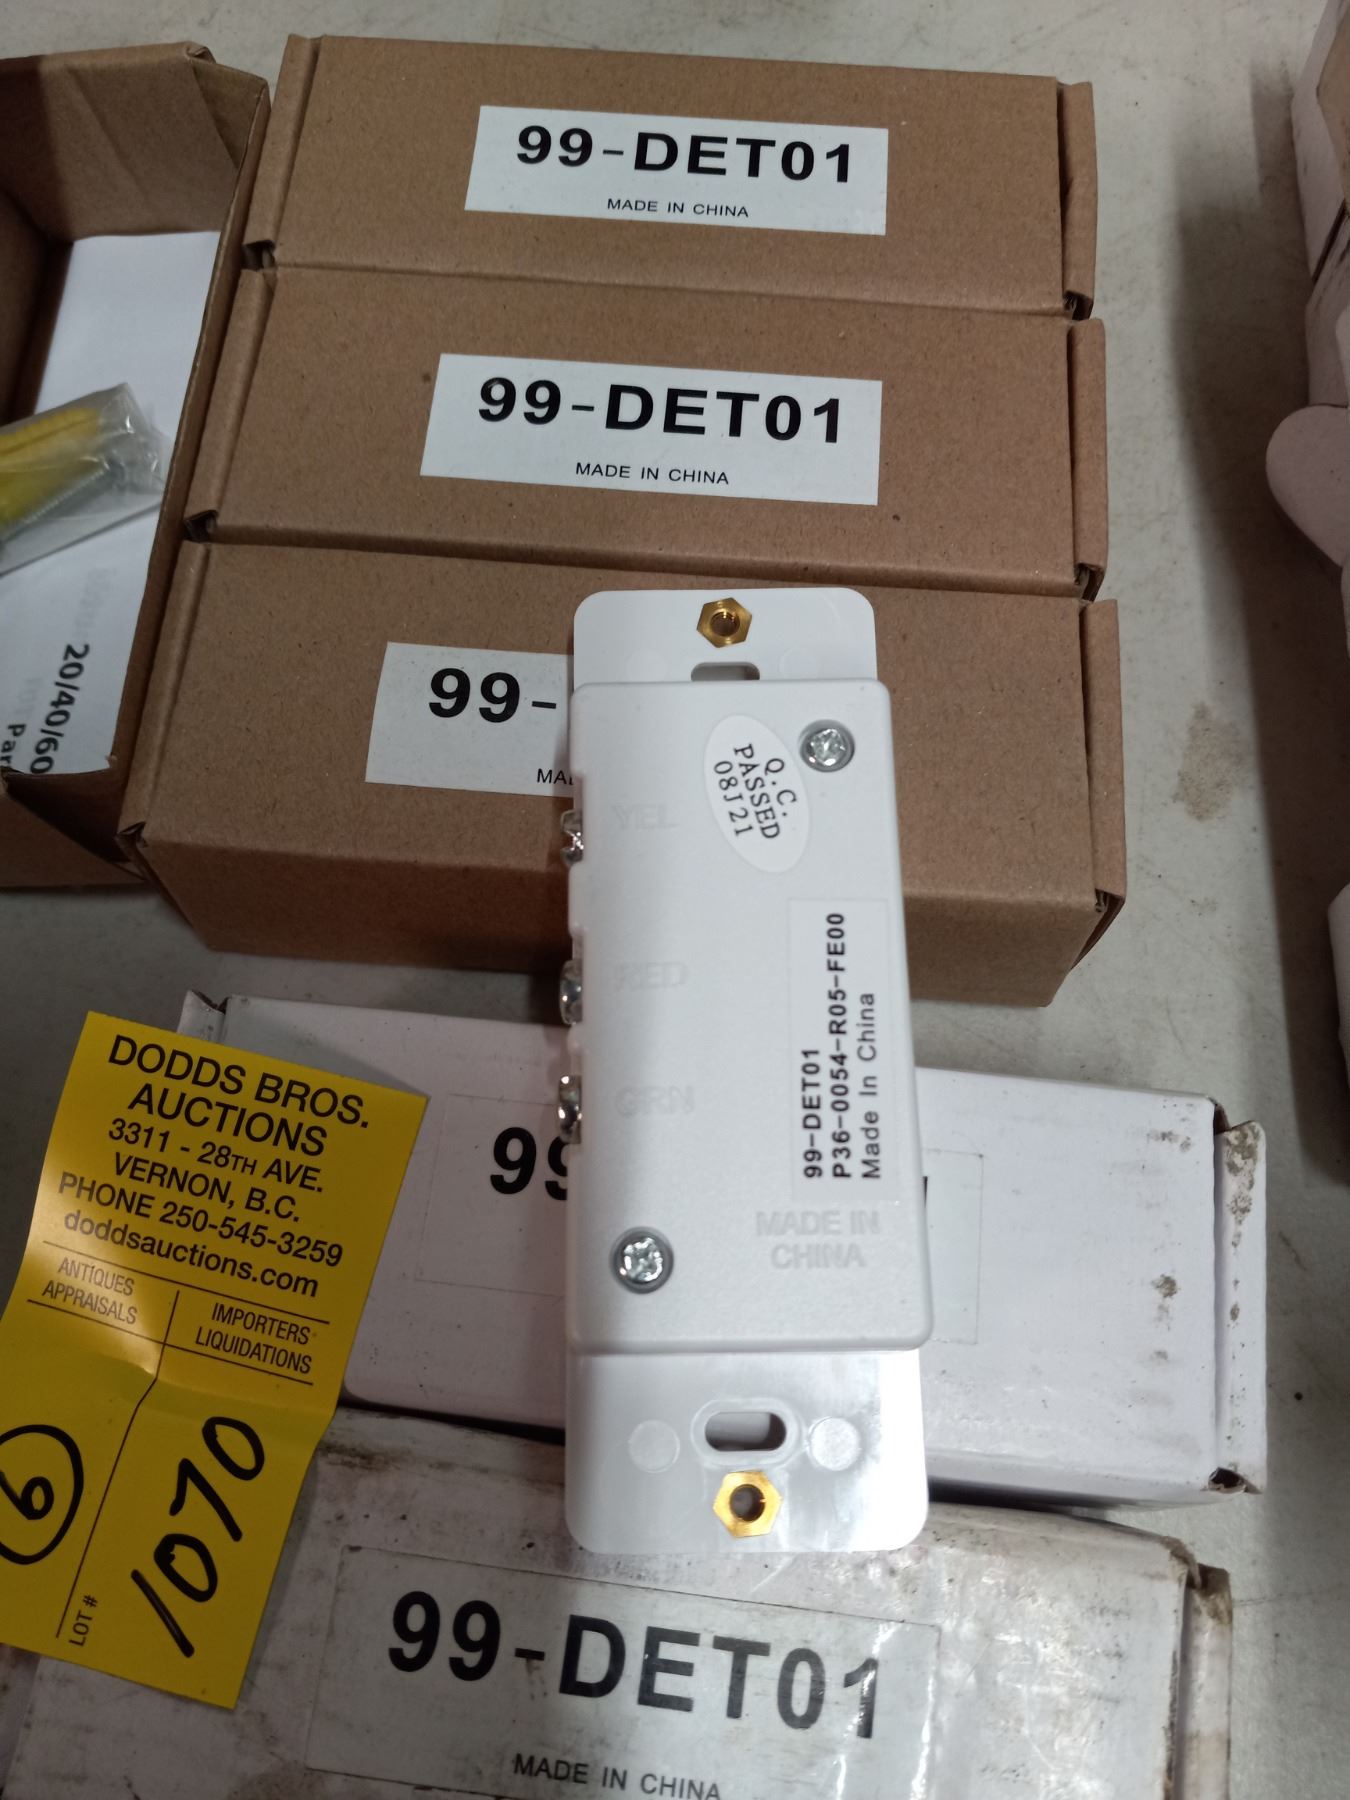 99-DET01
MADE IN CHINA
99-DET01
MADE IN CHINA
99-
MA
20/40/60
Par
YEL
RED
GRN
Q.C.
PASSED
08J21
99-DET01
P36-0054-R05-FE00
Made In China
MADE IN
CHINA
99
DODDS BROS.
AUCTIONS
3311 - 28TH AVE.
VERNON, B.C.
PHONE 250-545-3259
doddsauctions.com
ANTIQUES
APPRAISALS
IMPORTERS
LIQUIDATIONS
6
LOT #
1070
99-DET01
MADE IN CHINA